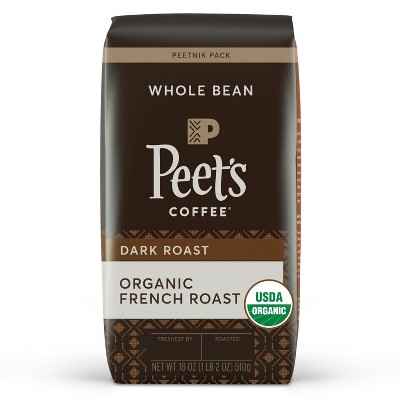 PEETNIK PACK
WHOLE BEAN
P
Peet's
COFFEE®
DARK ROAST
ORGANIC
FRENCH ROAST
USDA
ORGANIC
FRESHEST BY
ROASTED
NET WT 18 OZ (1 LB 2 OZ) 510g